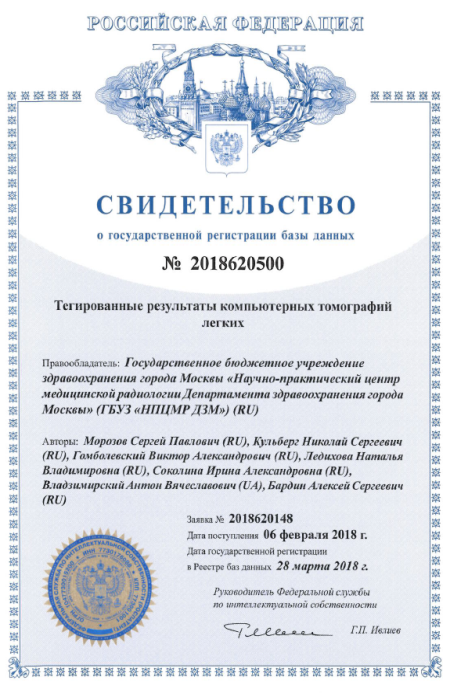 РОССИЙСКАЯ ФЕДЕРАЦИЯ
СВИДЕТЕЛЬСТВО
о государственной регистрации базы данных
№ 2018620500
Тегированные результаты компьютерных томографий
легких
Правообладатель: Государственное бюджетное учреждение
здравоохранения города Москвы «Научно-практический центр
медицинской радиологии Департамента здравоохранения города
Москвы» (ГБУЗ «НПЦМР ДЗМ») (RU)
Авторы: Морозов Сергей Павлович (RU), Кульберг Николай Сергеевич
(RU), Гомболевский Виктор Александрович (RU), Ледихова Наталья
Владимировна (RU), Соколина Ирина Александровна (RU),
Владзимирский Антон Вячеславович (UA), Бардин Алексей Сергеевич
(RU)
Заявка № 2018620148
Дата поступления 06 февраля 2018 г.
Дата государственной регистрации
в Реестре баз данных 28 марта 2018 г.
Руководитель Федеральной службы
по интеллектуальной собственности
Г.П. Ивлиев